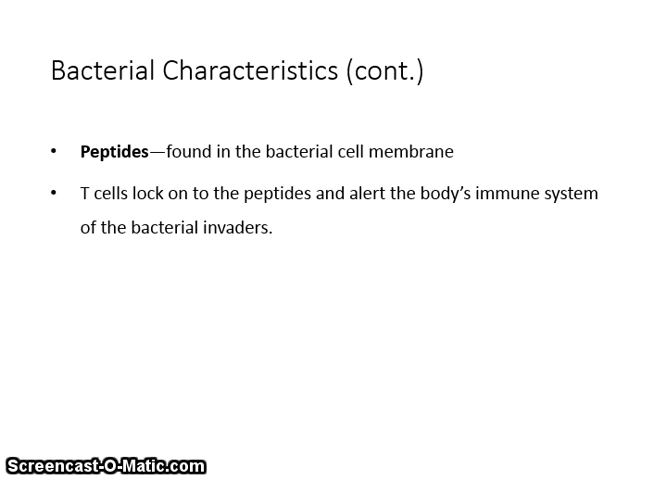 Bacterial Characteristics (cont.)
• Peptides—found in the bacterial cell membrane
• T cells lock on to the peptides and alert the body's immune system
of the bacterial invaders.
Screencast-O-Matic.com